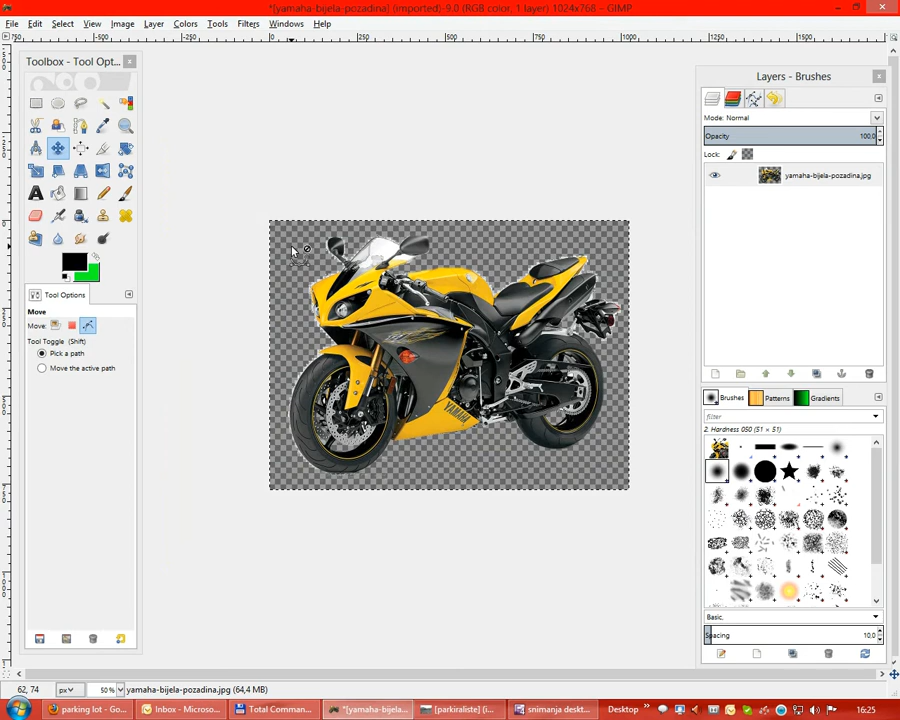 *[yamaha-bijela-pozadina] (imported)-9.0 (RGB color, 1 layer) 1024x768 – GIMP
File Edit Select View Image Layer Colors Tools Filters Windows Help
Toolbox - Tool Opt...
Tool Options
Move
Move:
Tool Toggle (Shift)
Pick a path
Move the active path
YAMAHA
Layers - Brushes
Mode: Normal
Opacity 100,0
Lock:
yamaha-bijela-pozadina.jpg
Brushes Patterns Gradients
filter
2. Hardness 050 (51 × 51)
Basic,
Spacing 10,0
62, 74 px 50% yamaha-bijela-pozadina.jpg (64,4 MB)
parking lot - Go... Inbox - Microso... Total Comman... *[yamaha-bijela... [parkiraliste] (i... snimanja deskt... Desktop » 16:25